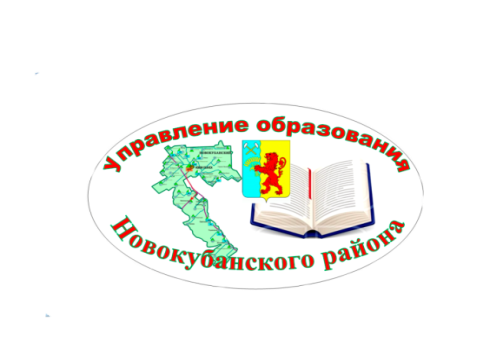 Управление образования
Новокубанского района